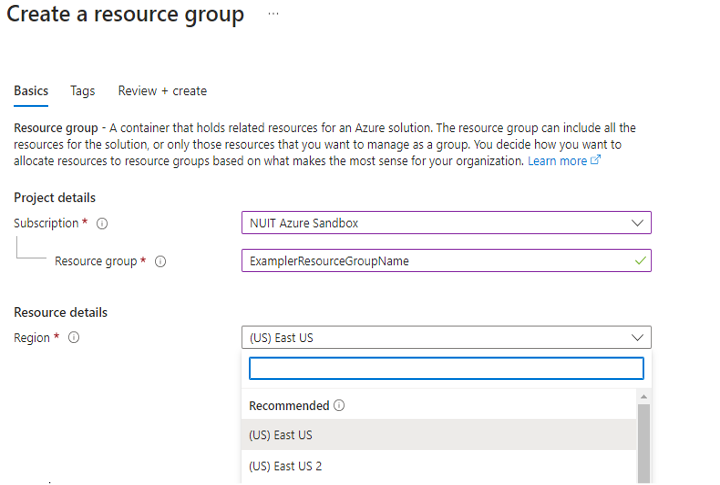 Create a resource group ...
Basics Tags Review + create
Resource group - A container that holds related resources for an Azure solution. The resource group can include all the
resources for the solution, or only those resources that you want to manage as a group. You decide how you want to
allocate resources to resource groups based on what makes the most sense for your organization. Learn more
Project details
Subscription * NUIT Azure Sandbox
Resource group * ExamplerResourceGroupName
Resource details
Region * (US) East US
Recommended
(US) East US
(US) East US 2